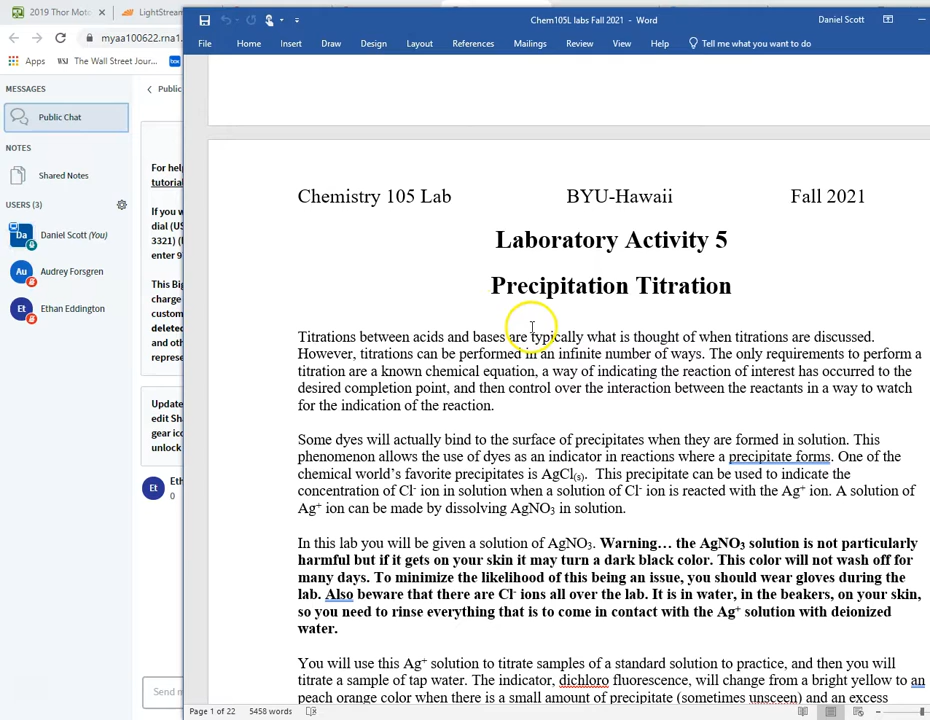 2019 Thor Moto
LightStream
Chem105L labs Fall 2021 - Word
Daniel Scott
File
Home
Insert
Draw
Design
Layout
References
Mailings
Review
View
Help
Tell me what you want to do
myaa100622.rna1.
Apps
WSJ
The Wall Street Jour...
box
MESSAGES
Public Chat
NOTES
Shared Notes
USERS (3)
Da
Daniel Scott (You)
Au
Audrey Forsgren
Et
Ethan Eddington
Public
For help
tutorial
If you w
dial (US
3321) (
enter 9
This Big
charge
custom
deleted
and oth
represe
Update
edit Sha
gear ico
unlock
Et
Eth
0
Send m
Chemistry 105 Lab
BYU-Hawaii
Fall 2021
Laboratory Activity 5
Precipitation Titration
Titrations between acids and bases are typically what is thought of when titrations are discussed.
However, titrations can be performed in an infinite number of ways. The only requirements to perform a
titration are a known chemical equation, a way of indicating the reaction of interest has occurred to the
desired completion point, and then control over the interaction between the reactants in a way to watch
for the indication of the reaction.
Some dyes will actually bind to the surface of precipitates when they are formed in solution. This
phenomenon allows the use of dyes as an indicator in reactions where a precipitate forms. One of the
chemical world's favorite precipitates is AgCl(s). This precipitate can be used to indicate the
concentration of Cl⁻ ion in solution when a solution of Cl⁻ ion is reacted with the Ag⁺ ion. A solution of
Ag⁺ ion can be made by dissolving AgNO₃ in solution.
In this lab you will be given a solution of AgNO₃. Warning… the AgNO₃ solution is not particularly
harmful but if it gets on your skin it may turn a dark black color. This color will not wash off for
many days. To minimize the likelihood of this being an issue, you should wear gloves during the
lab. Also beware that there are Cl⁻ ions all over the lab. It is in water, in the beakers, on your skin,
so you need to rinse everything that is to come in contact with the Ag⁺ solution with deionized
water.
You will use this Ag⁺ solution to titrate samples of a standard solution to practice, and then you will
titrate a sample of tap water. The indicator, dichloro fluorescence, will change from a bright yellow to an
peach orange color when there is a small amount of precipitate (sometimes unseen) and an excess
Page 1 of 22
5458 words